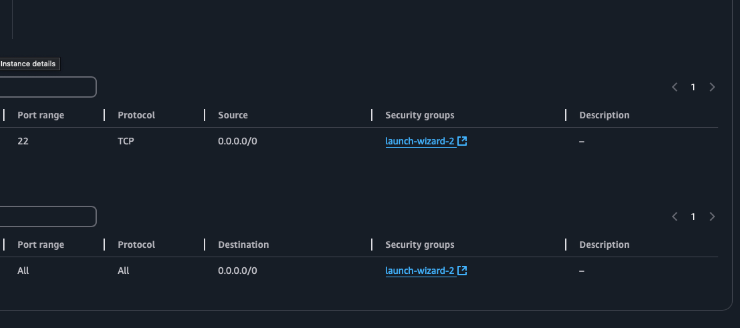 Instance details
1
Port range Protocol Source Security groups Description
22 TCP 0.0.0.0/0 launch-wizard-2 –
1
Port range Protocol Destination Security groups Description
All All 0.0.0.0/0 launch-wizard-2 –